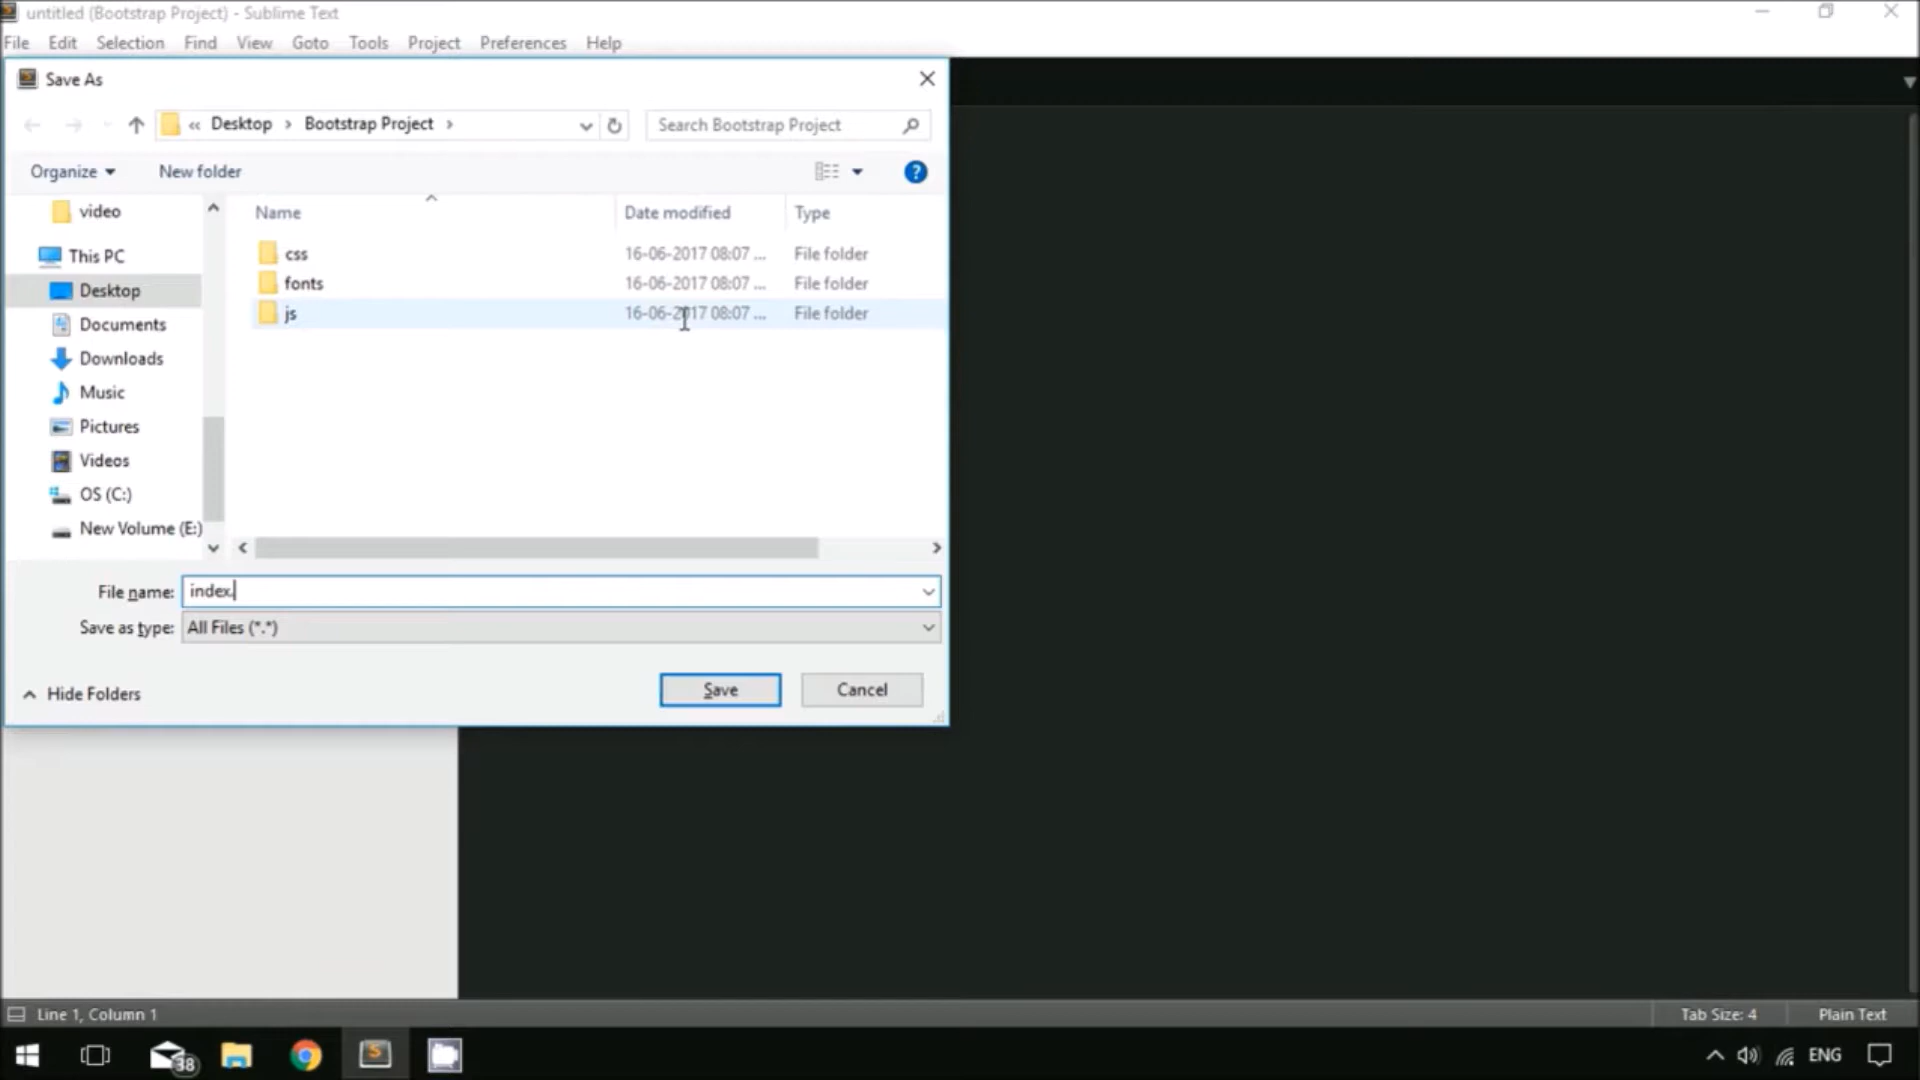 untitled (Bootstrap Project) - Sublime Text
File Edit Selection Find View Goto Tools Project Preferences Help
Save As
« Desktop › Bootstrap Project ›
Search Bootstrap Project
Organize New folder
?
Name Date modified Type
video
This PC
Desktop
Documents
Downloads
Music
Pictures
Videos
OS (C:)
New Volume (E:)
css 16-06-2017 08:07 ... File folder
fonts 16-06-2017 08:07 ... File folder
js 16-06-2017 08:07 ... File folder
File name: index.
Save as type: All Files (*.*)
Hide Folders
Save Cancel
Line 1, Column 1
Tab Size: 4 Plain Text
38
ENG